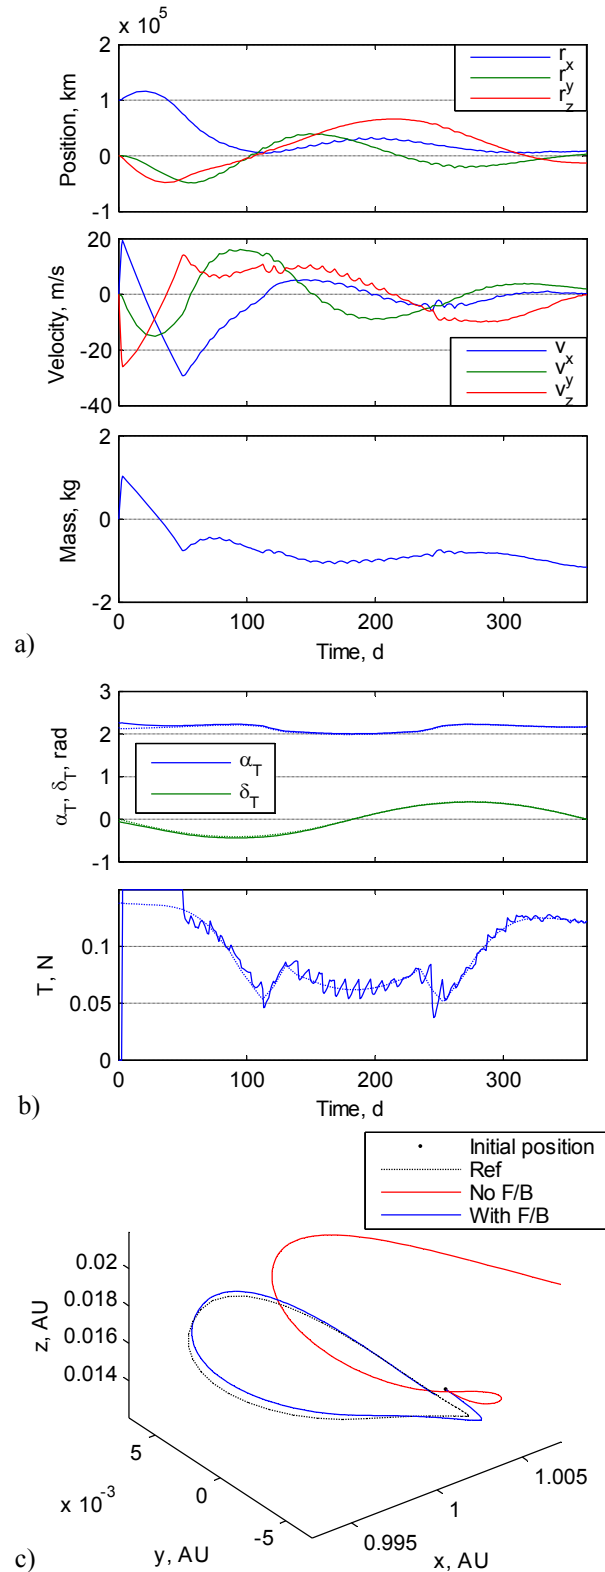 x 10^5
2
1
0
-1
Position, km
r_x
r_y
r_z
20
0
-20
-40
Velocity, m/s
v_x
v_y
v_z
2
0
-2
Mass, kg
0 100 200 300
Time, d
a)
3
2
1
0
-1
α_T, δ_T, rad
α_T
δ_T
0.1
0.05
0
T, N
0 100 200 300
Time, d
b)
Initial position
Ref
No F/B
With F/B
0.02
0.018
0.016
0.014
z, AU
5
0
-5
x 10^-3
y, AU
0.995
1
1.005
x, AU
c)